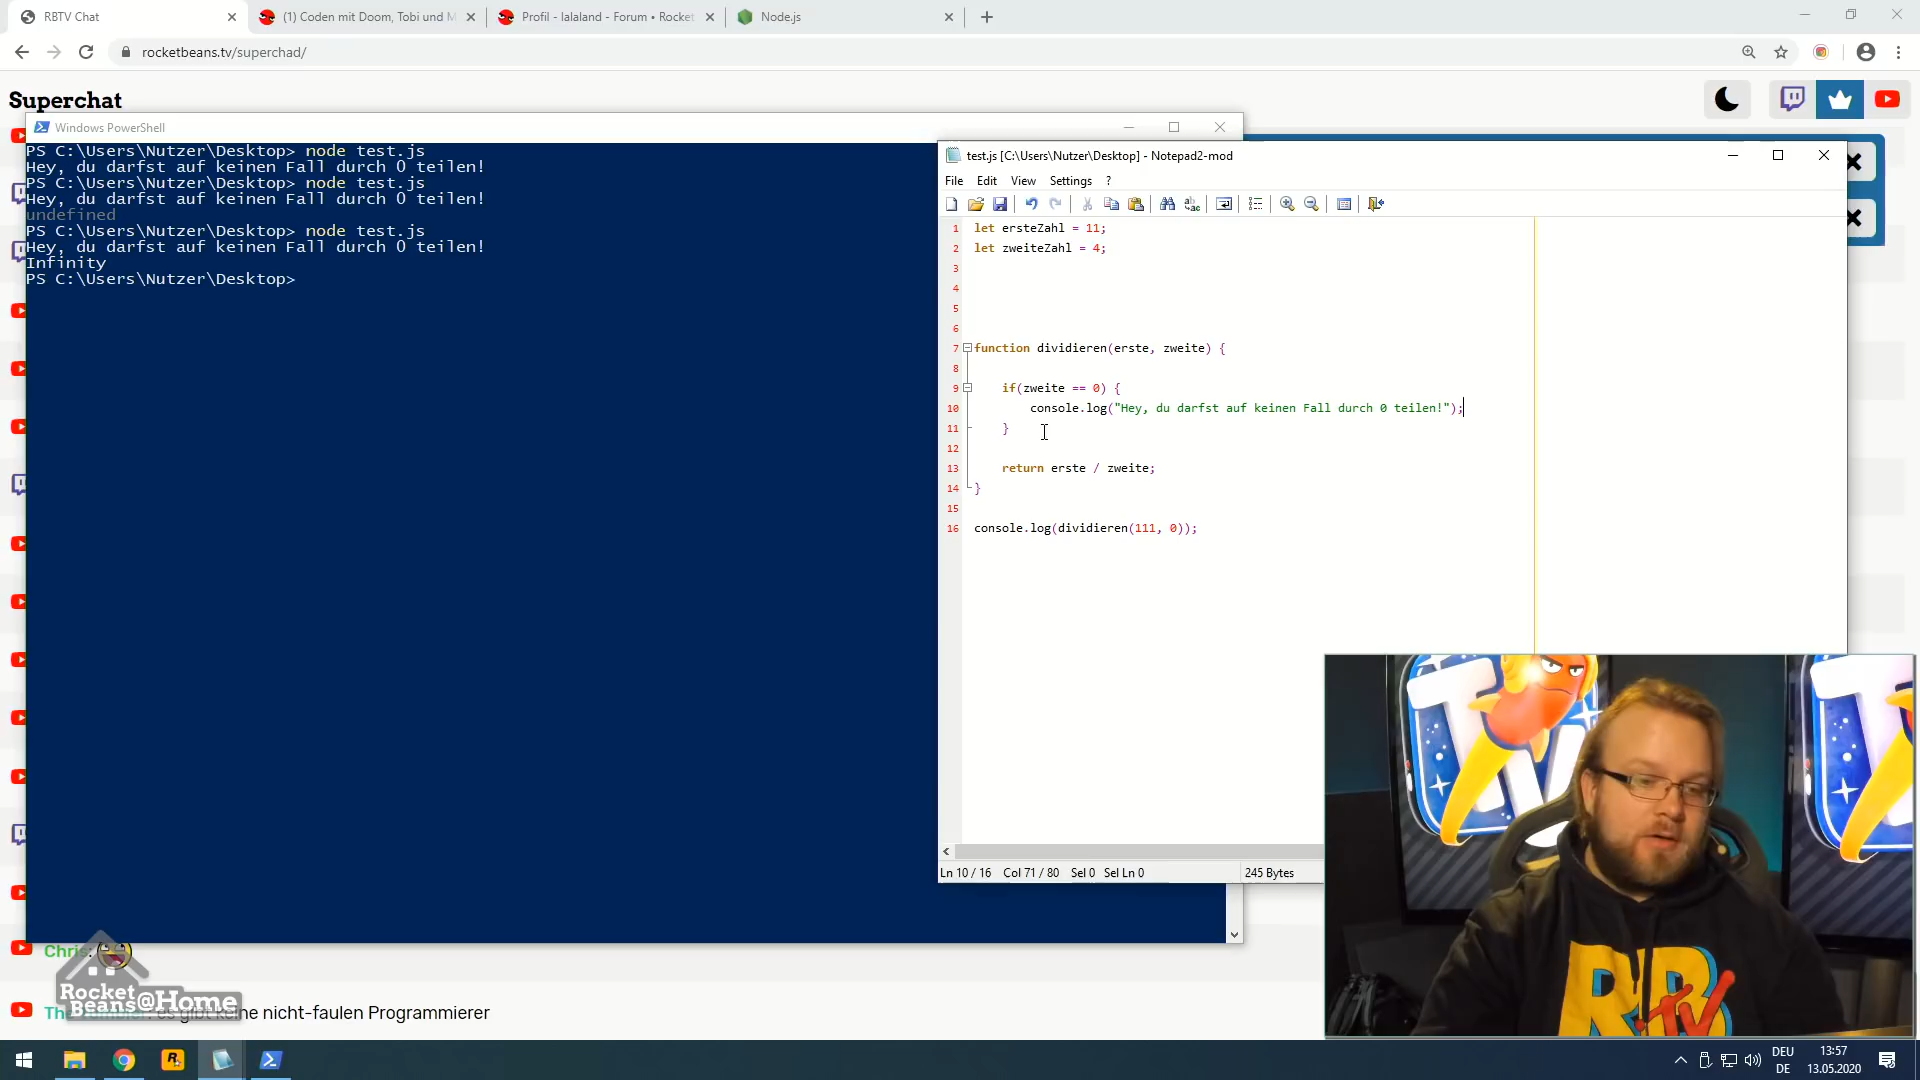 RBTV Chat
(1) Coden mit Doom, Tobi und M
Profil - lalaland - Forum • Rocket
Node.js
rocketbeans.tv/superchad/
Superchat
Windows PowerShell
PS C:\Users\Nutzer\Desktop> node test.js
Hey, du darfst auf keinen Fall durch 0 teilen!
PS C:\Users\Nutzer\Desktop> node test.js
Hey, du darfst auf keinen Fall durch 0 teilen!
undefined
PS C:\Users\Nutzer\Desktop> node test.js
Hey, du darfst auf keinen Fall durch 0 teilen!
Infinity
PS C:\Users\Nutzer\Desktop>
test.js [C:\Users\Nutzer\Desktop] - Notepad2-mod
File Edit View Settings ?
1 let ersteZahl = 11;
2 let zweiteZahl = 4;
3
4
5
6
7 function dividieren(erste, zweite) {
8
9 if(zweite == 0) {
10 console.log("Hey, du darfst auf keinen Fall durch 0 teilen!");
11 }
12
13 return erste / zweite;
14 }
15
16 console.log(dividieren(111, 0));
Ln 10 / 16 Col 71 / 80 Sel 0 Sel Ln 0 245 Bytes
TV
RBTV
Chris:
Rocket
Beans@Home
es gibt keine nicht-faulen Programmierer
DEU
DE
13:57
13.05.2020